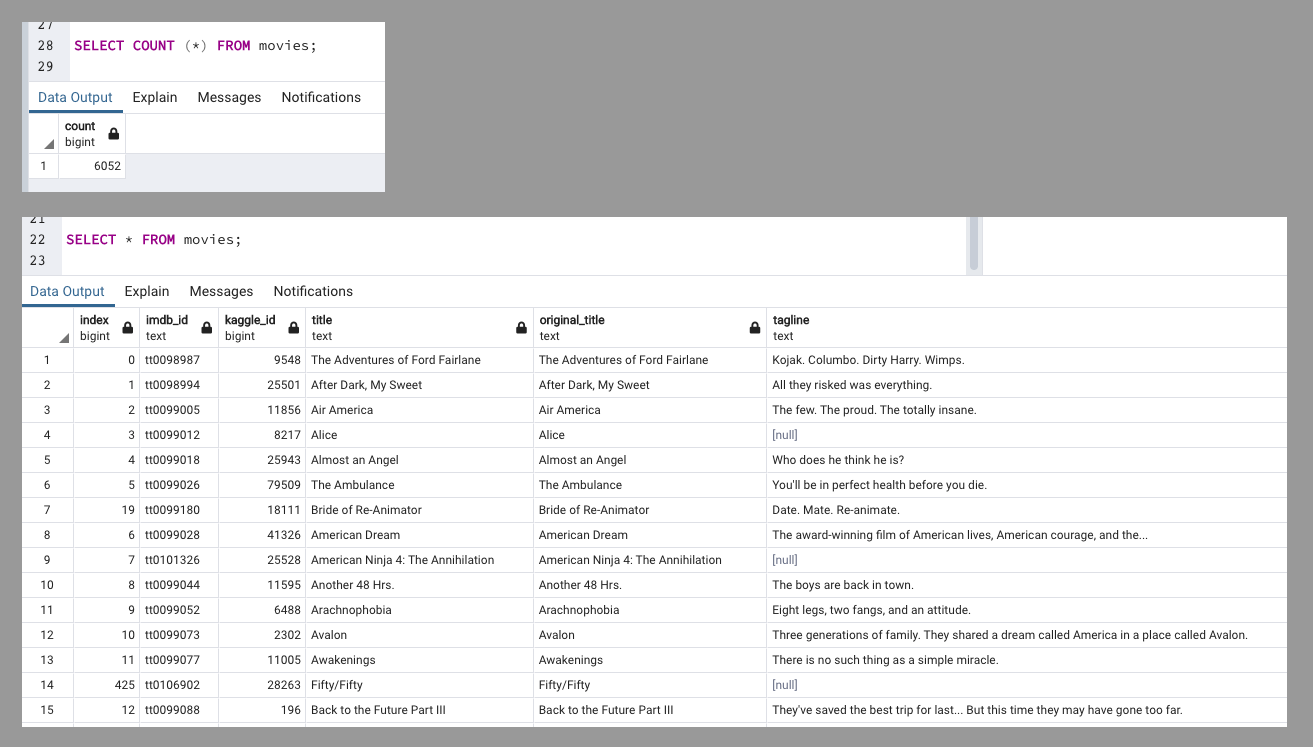 27
28 SELECT COUNT (*) FROM movies;
29
Data Output Explain Messages Notifications
count
bigint
1 6052
21
22 SELECT * FROM movies;
23
Data Output Explain Messages Notifications
index imdb_id kaggle_id title original_title tagline
bigint text bigint text text text
1 0 tt0098987 9548 The Adventures of Ford Fairlane The Adventures of Ford Fairlane Kojak. Columbo. Dirty Harry. Wimps.
2 1 tt0098994 25501 After Dark, My Sweet After Dark, My Sweet All they risked was everything.
3 2 tt0099005 11856 Air America Air America The few. The proud. The totally insane.
4 3 tt0099012 8217 Alice Alice [null]
5 4 tt0099018 25943 Almost an Angel Almost an Angel Who does he think he is?
6 5 tt0099026 79509 The Ambulance The Ambulance You'll be in perfect health before you die.
7 19 tt0099180 18111 Bride of Re-Animator Bride of Re-Animator Date. Mate. Re-animate.
8 6 tt0099028 41326 American Dream American Dream The award-winning film of American lives, American courage, and the...
9 7 tt0101326 25528 American Ninja 4: The Annihilation American Ninja 4: The Annihilation [null]
10 8 tt0099044 11595 Another 48 Hrs. Another 48 Hrs. The boys are back in town.
11 9 tt0099052 6488 Arachnophobia Arachnophobia Eight legs, two fangs, and an attitude.
12 10 tt0099073 2302 Avalon Avalon Three generations of family. They shared a dream called America in a place called Avalon.
13 11 tt0099077 11005 Awakenings Awakenings There is no such thing as a simple miracle.
14 425 tt0106902 28263 Fifty/Fifty Fifty/Fifty [null]
15 12 tt0099088 196 Back to the Future Part III Back to the Future Part III They've saved the best trip for last... But this time they may have gone too far.